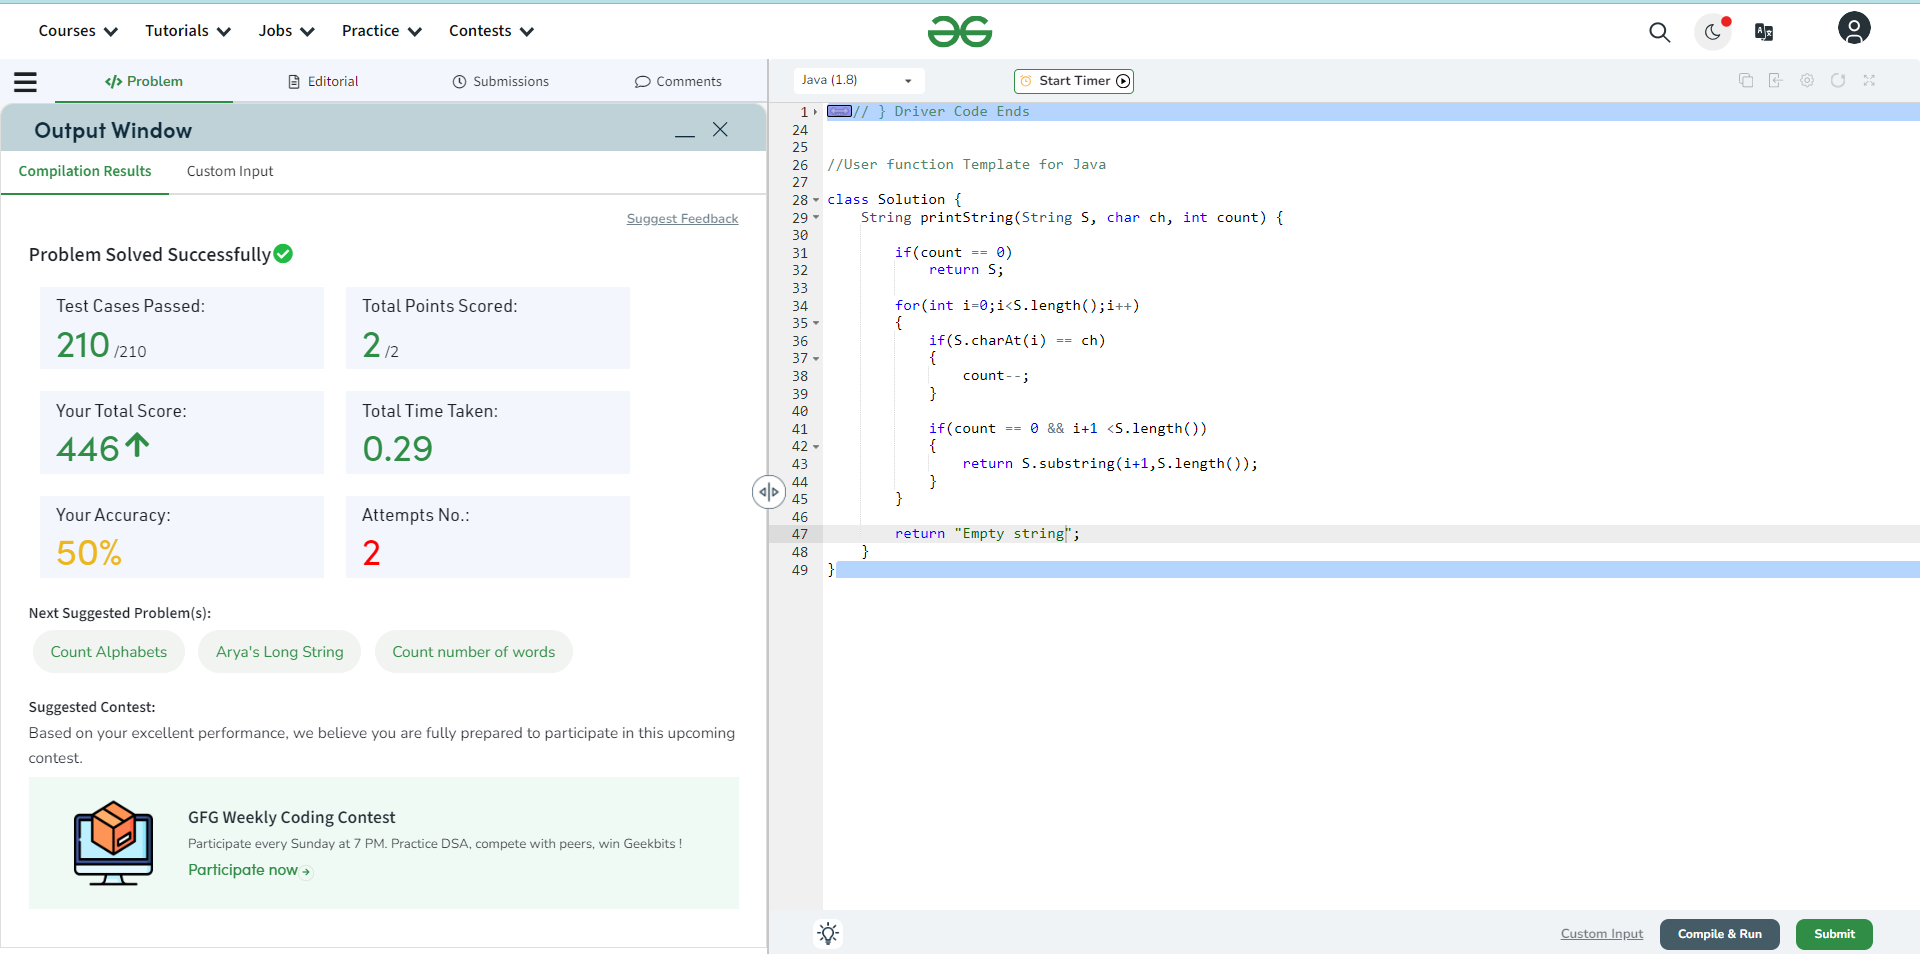 Courses Tutorials Jobs Practice Contests
</> Problem Editorial Submissions Comments
Output Window
Compilation Results Custom Input
Suggest Feedback
Problem Solved Successfully
Test Cases Passed:
210 /210
Total Points Scored:
2 /2
Your Total Score:
446
Total Time Taken:
0.29
Your Accuracy:
50%
Attempts No.:
2
Next Suggested Problem(s):
Count Alphabets Arya's Long String Count number of words
Suggested Contest:
Based on your excellent performance, we believe you are fully prepared to participate in this upcoming
contest.
GFG Weekly Coding Contest
Participate every Sunday at 7 PM. Practice DSA, compete with peers, win Geekbits !
Participate now
Java (1.8) Start Timer
1 // } Driver Code Ends
24
25
26 //User function Template for Java
27
28 class Solution {
29 String printString(String S, char ch, int count) {
30
31 if(count == 0)
32 return S;
33
34 for(int i=0;i<S.length();i++)
35 {
36 if(S.charAt(i) == ch)
37 {
38 count--;
39 }
40
41 if(count == 0 && i+1 <S.length())
42 {
43 return S.substring(i+1,S.length());
44 }
45 }
46
47 return "Empty string";
48 }
49 }
Custom Input Compile & Run Submit